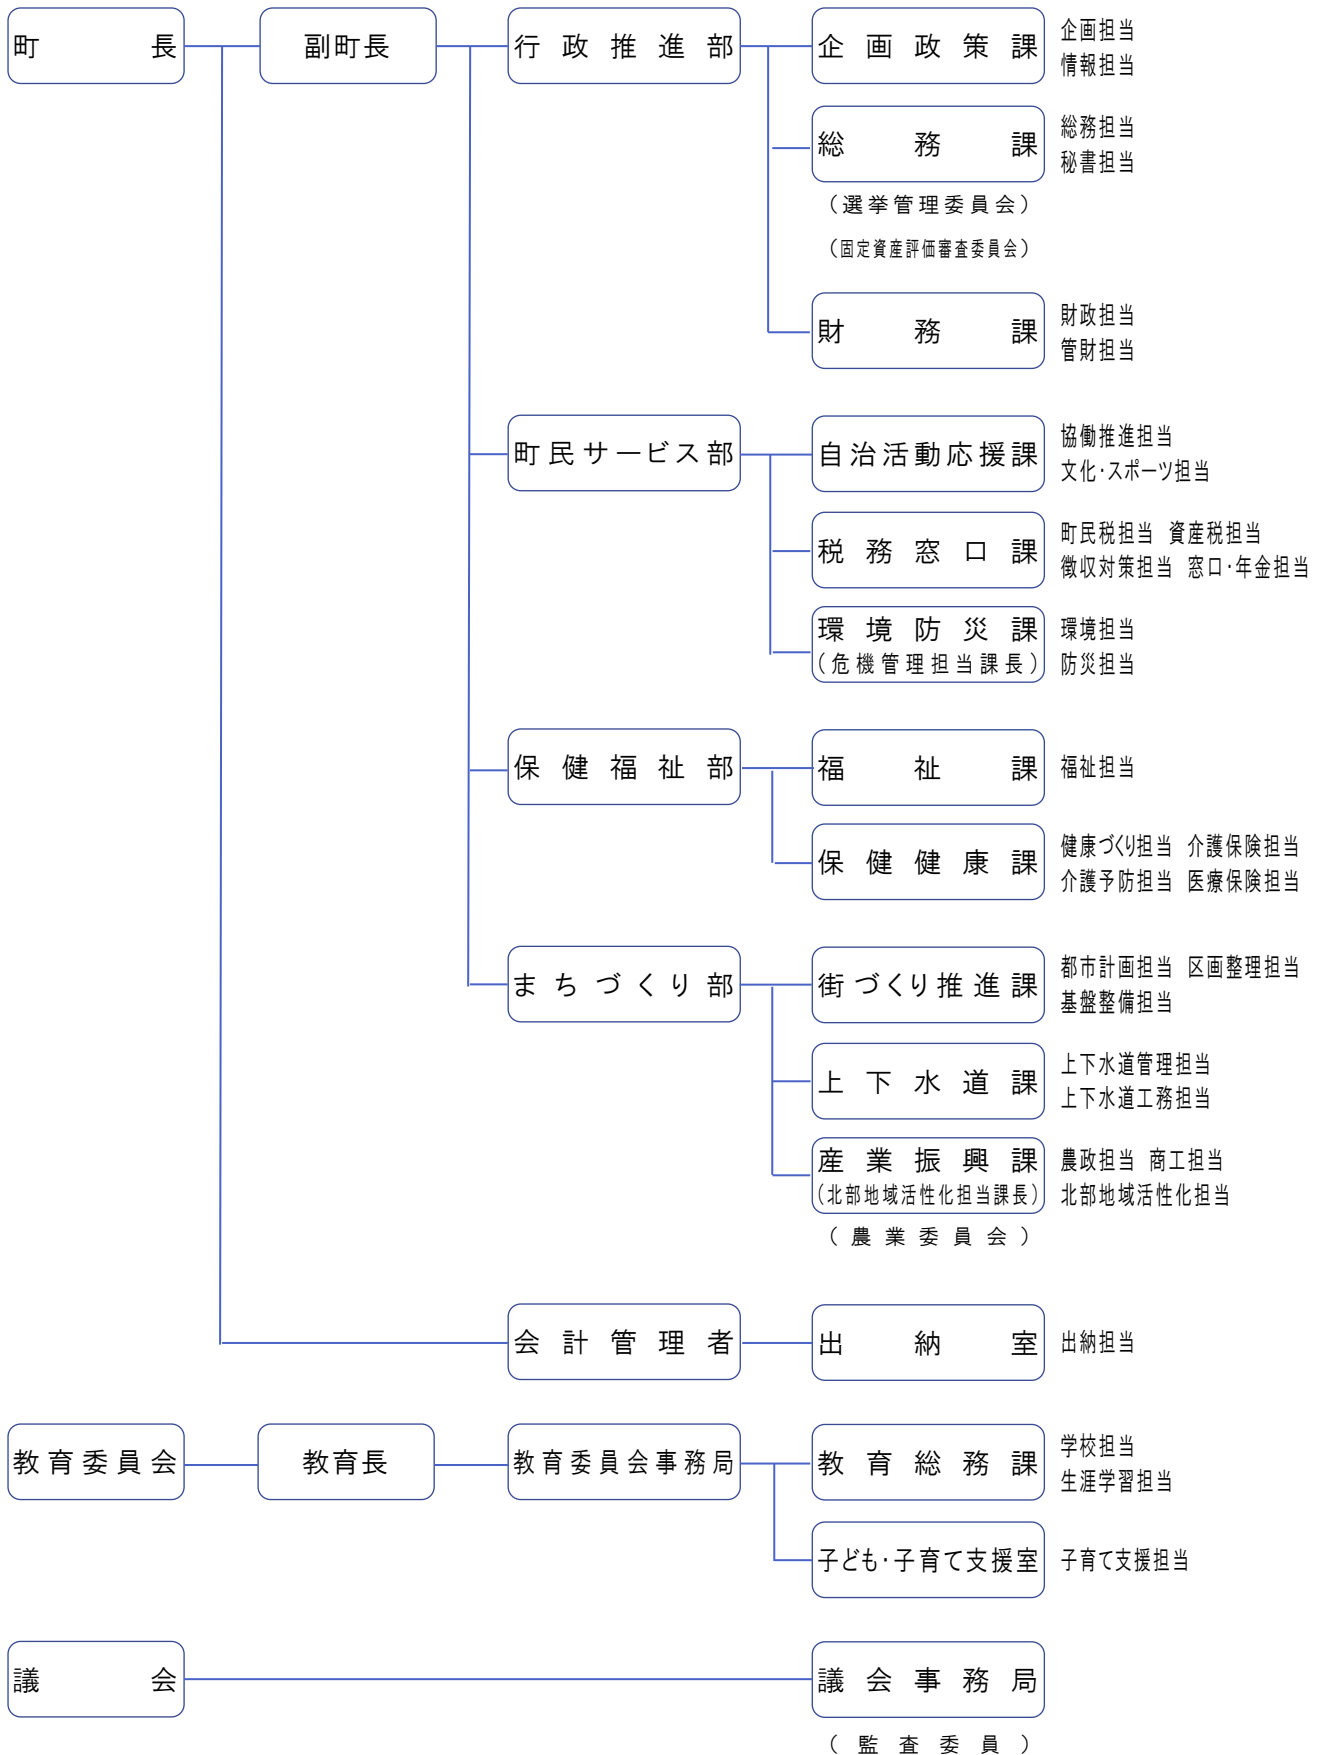 町長
副町長
行政推進部
企画政策課
企画担当
情報担当
総務課
総務担当
秘書担当
(選挙管理委員会)
(固定資産評価審査委員会)
財務課
財政担当
管財担当
町民サービス部
自治活動応援課
協働推進担当
文化・スポーツ担当
税務窓口課
町民税担当 資産税担当
徴収対策担当 窓口・年金担当
環境防災課
(危機管理担当課長)
環境担当
防災担当
保健福祉部
福祉課
福祉担当
保健健康課
健康づくり担当 介護保険担当
介護予防担当 医療保険担当
まちづくり部
街づくり推進課
都市計画担当 区画整理担当
基盤整備担当
上下水道課
上下水道管理担当
上下水道工務担当
産業振興課
(北部地域活性化担当課長)
農政担当 商工担当
北部地域活性化担当
(農業委員会)
会計管理者
出納室
出納担当
教育委員会
教育長
教育委員会事務局
教育総務課
学校担当
生涯学習担当
子ども・子育て支援室
子育て支援担当
議会
議会事務局
(監査委員)